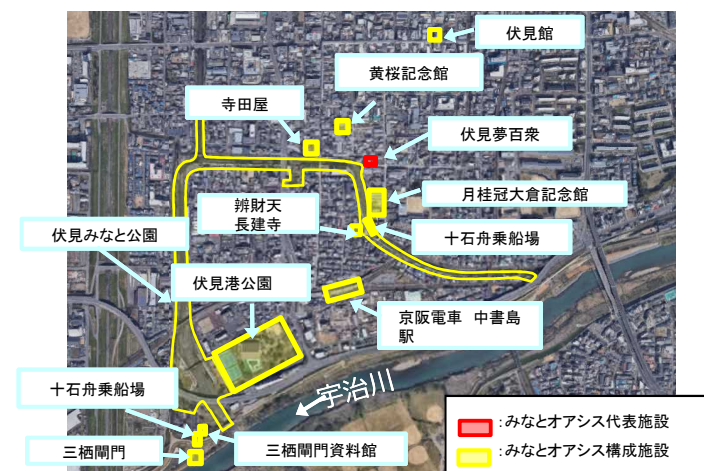 伏見館
黄桜記念館
寺田屋
伏見夢百衆
月桂冠大倉記念館
辨財天
長建寺
十石舟乗船場
伏見みなと公園
伏見港公園
京阪電車 中書島
駅
十石舟乗船場
宇治川
三栖閘門
三栖閘門資料館
:みなとオアシス代表施設
:みなとオアシス構成施設